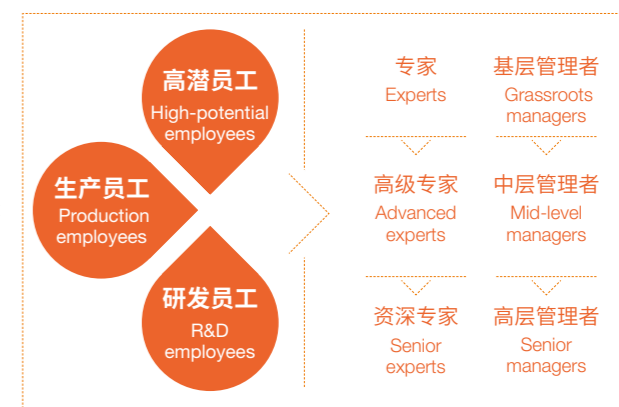 高潜员工
High-potential
employees
生产员工
Production
employees
研发员工
R&D
employees
专家
Experts
基层管理者
Grassroots
managers
高级专家
Advanced
experts
中层管理者
Mid-level
managers
资深专家
Senior
experts
高层管理者
Senior
managers